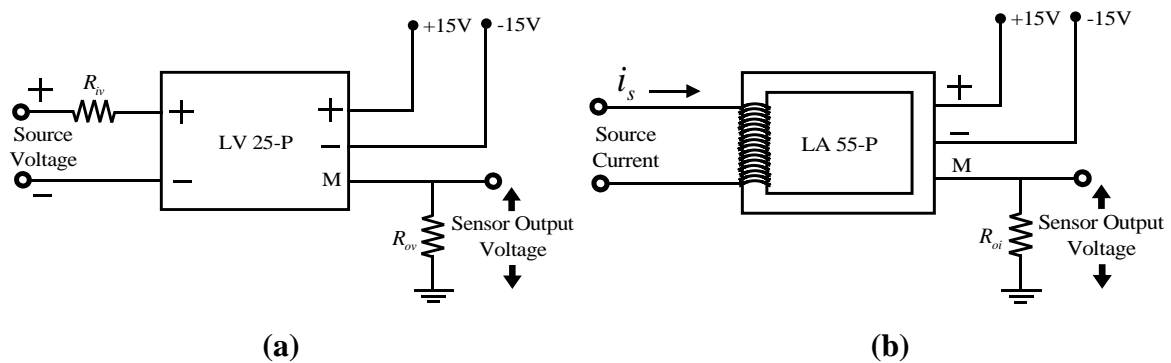 +15V
-15V
+
R_iv
+
+
Source
Voltage
LV 25-P
−
−
−
M
R_ov
Sensor Output
Voltage
(a)
+15V
-15V
i_s
+
Source
Current
LA 55-P
−
M
R_oi
Sensor Output
Voltage
(b)